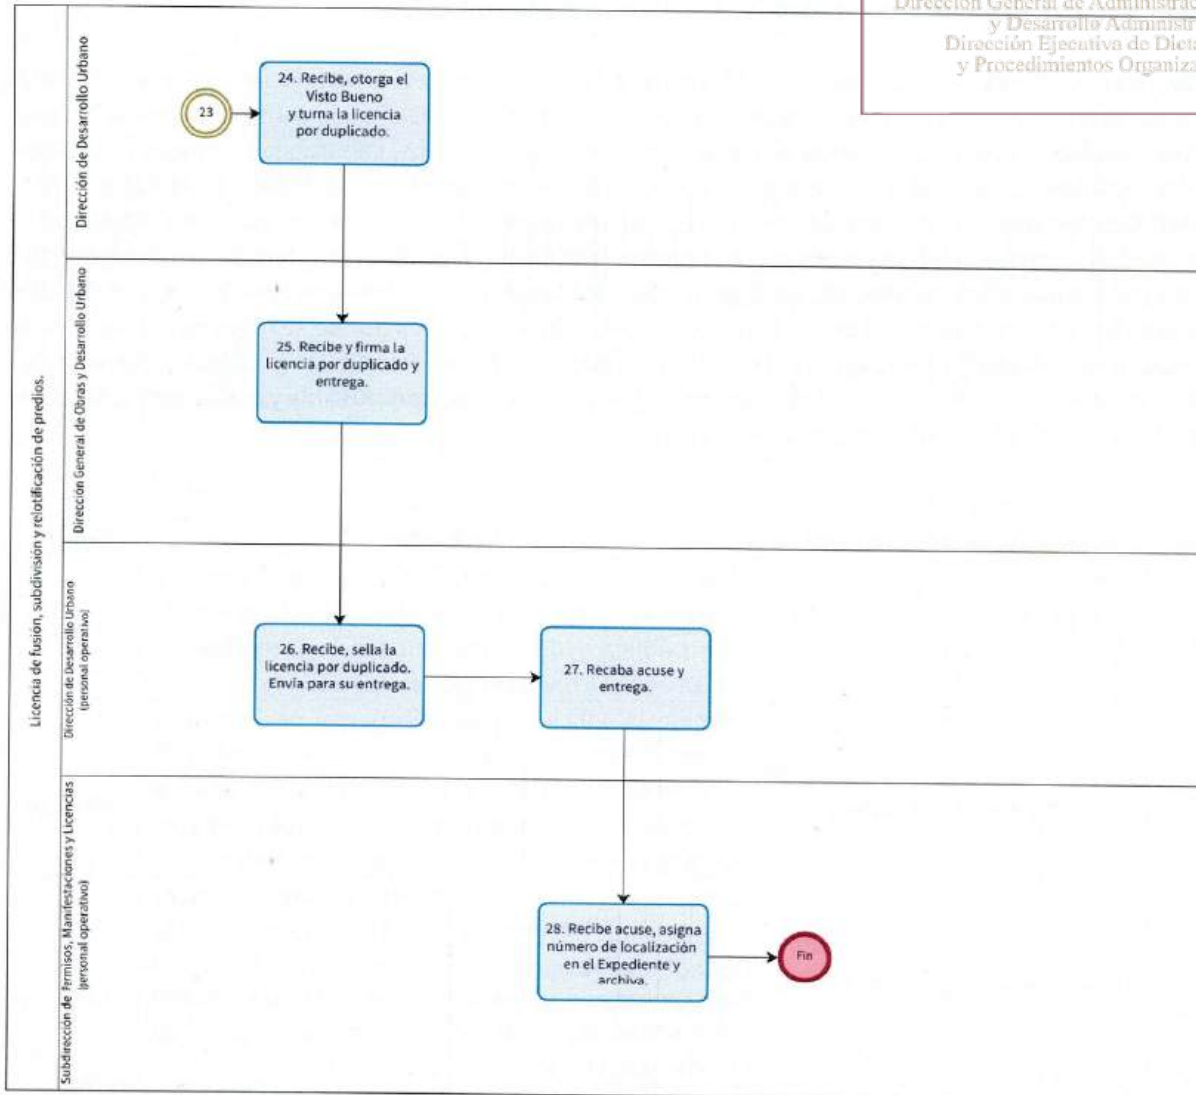 Dirección General de
y Desarrollo
Dirección Ejecutiva de
y Procedimientos
Licencia de fusión, subdivisión y relotificación de predios.
Dirección de Desarrollo Urbano
23
24. Recibe, otorga el
Visto Bueno
y turna la licencia
por duplicado.
Dirección General de Obras y Desarrollo Urbano
25. Recibe y firma la
licencia por duplicado y
entrega.
Dirección de Desarrollo Urbano
(personal operativo)
26. Recibe, sella la
licencia por duplicado.
Envía para su entrega.
27. Recaba acuse y
entrega.
Subdirección de Permisos, Manifestaciones y Licencias
(personal operativo)
28. Recibe acuse, asigna
número de localización
en el Expediente y
archiva.
Fin